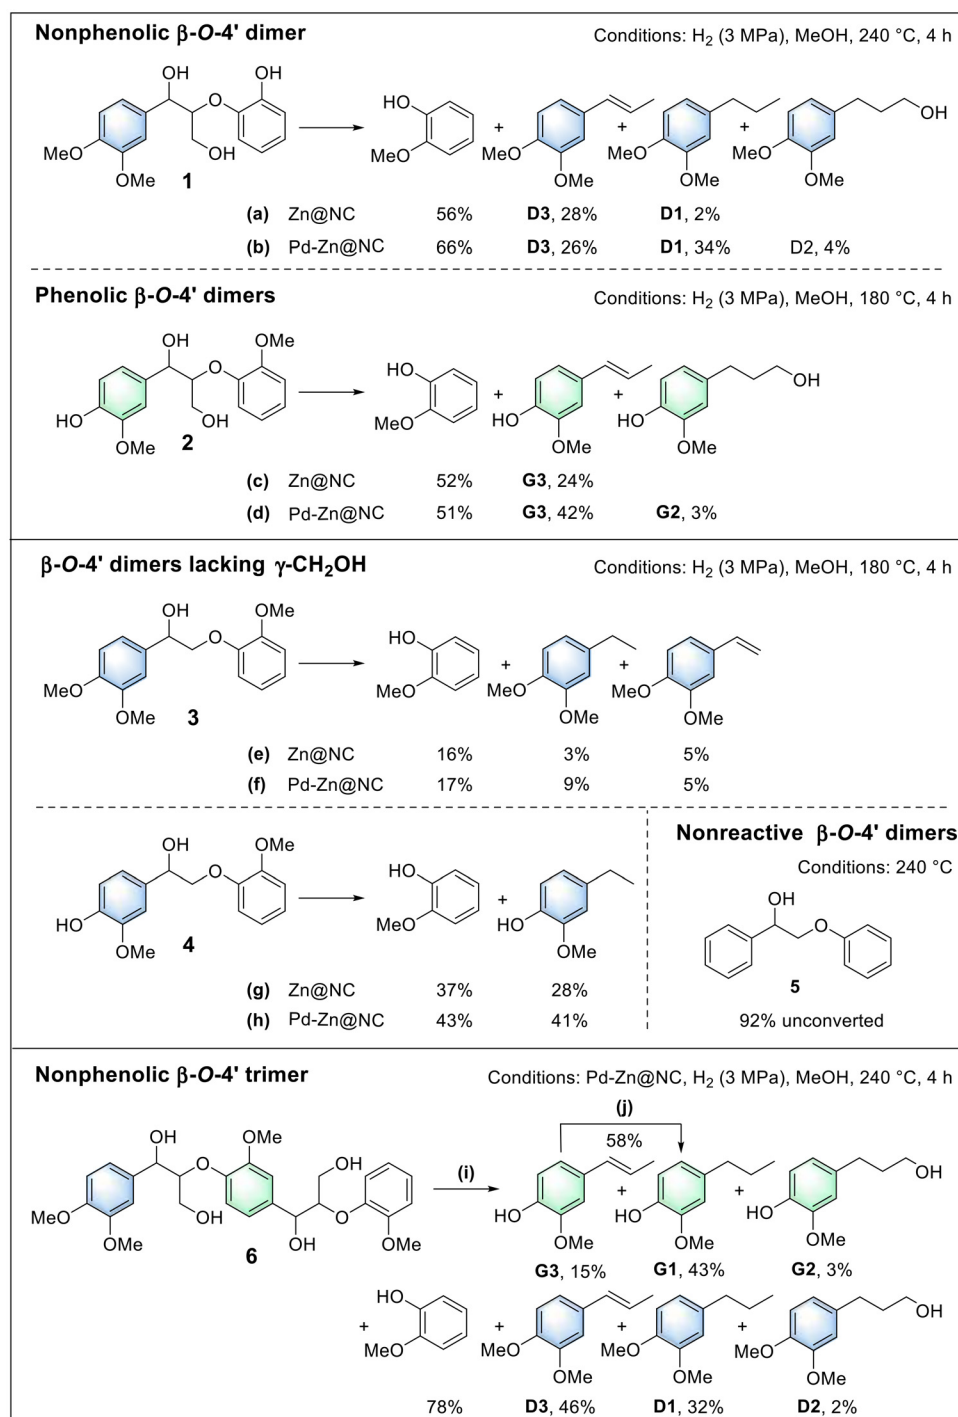 Nonphenolic β-O-4' dimer
Conditions: H2 (3 MPa), MeOH, 240 °C, 4 h
OH
OH
O
OH
MeO
OMe
1
HO
MeO
+
MeO
OMe
+
MeO
OMe
+
OH
MeO
OMe
(a) Zn@NC 56% D3, 28% D1, 2%
(b) Pd-Zn@NC 66% D3, 26% D1, 34% D2, 4%
Phenolic β-O-4' dimers
Conditions: H2 (3 MPa), MeOH, 180 °C, 4 h
OH
OMe
O
HO
OH
OMe
2
HO
MeO
+
HO
OMe
+
OH
HO
OMe
(c) Zn@NC 52% G3, 24%
(d) Pd-Zn@NC 51% G3, 42% G2, 3%
β-O-4' dimers lacking γ-CH2OH
Conditions: H2 (3 MPa), MeOH, 180 °C, 4 h
OH
OMe
O
MeO
OMe
3
HO
MeO
+
MeO
OMe
+
MeO
OMe
(e) Zn@NC 16% 3% 5%
(f) Pd-Zn@NC 17% 9% 5%
OH
OMe
O
HO
OMe
4
HO
MeO
+
HO
OMe
(g) Zn@NC 37% 28%
(h) Pd-Zn@NC 43% 41%
Nonreactive β-O-4' dimers
Conditions: 240 °C
OH
O
5
92% unconverted
Nonphenolic β-O-4' trimer
Conditions: Pd-Zn@NC, H2 (3 MPa), MeOH, 240 °C, 4 h
OH
OMe
O
HO
OH
O
MeO
OMe
OH
OMe
6
(i)
(j)
58%
HO
OMe
+
HO
OMe
+
OH
HO
OMe
G3, 15% G1, 43% G2, 3%
+
HO
MeO
+
MeO
OMe
+
MeO
OMe
+
OH
MeO
OMe
78% D3, 46% D1, 32% D2, 2%